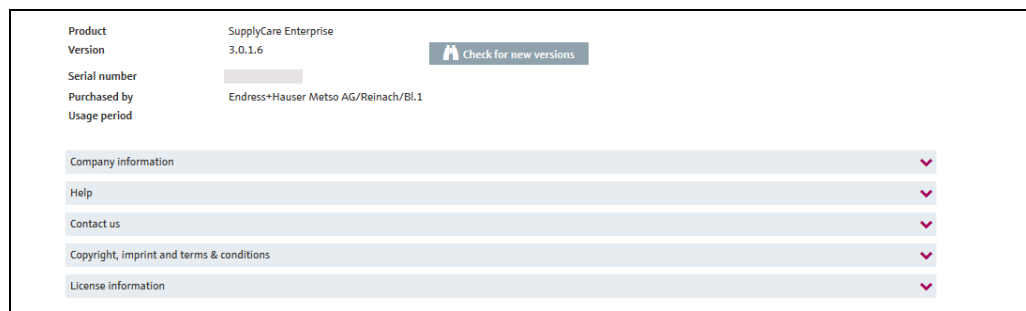 Product SupplyCare Enterprise
Version 3.0.1.6 Check for new versions
Serial number
Purchased by Endress+Hauser Metso AG/Reinach/Bl.1
Usage period
Company information
Help
Contact us
Copyright, imprint and terms & conditions
License information